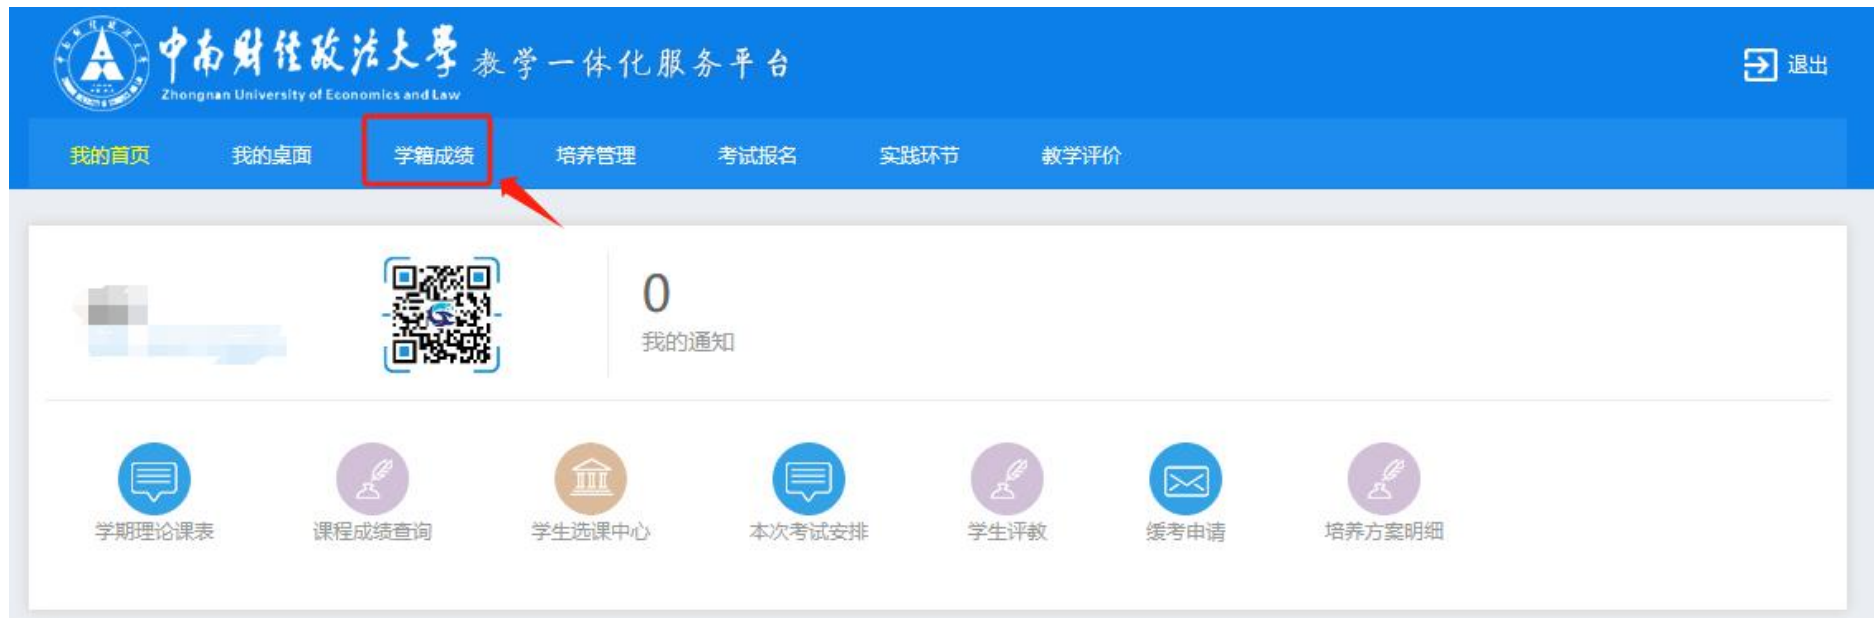 中南财经政法大学 教学一体化服务平台
Zhongnan University of Economics and Law
退出
我的首页 我的桌面 学籍成绩 培养管理 考试报名 实践环节 教学评价
0
我的通知
学期理论课表 课程成绩查询 学生选课中心 本次考试安排 学生评教 缓考申请 培养方案明细